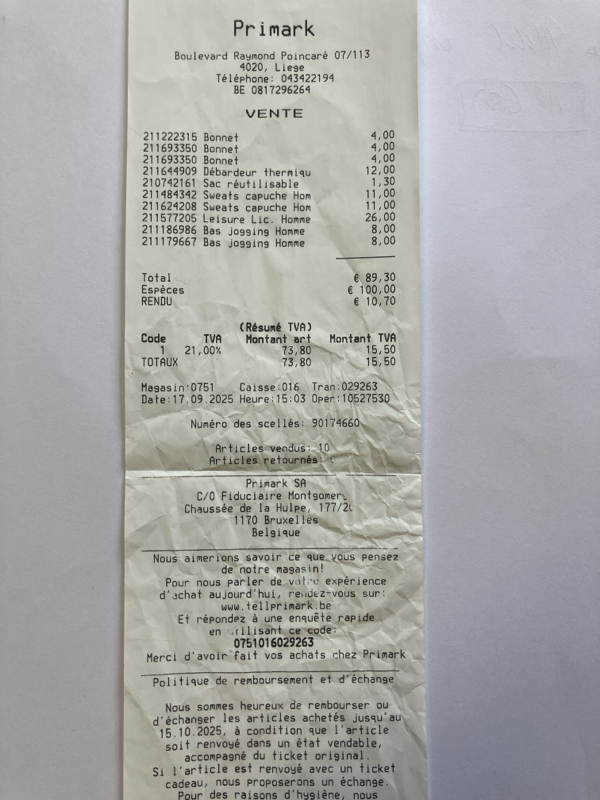 Primark
Boulevard Raymond Poincaré 07/113
4020, Liege
Téléphone: 043422194
BE 0817296264
VENTE
211222315 Bonnet 4,00
211693350 Bonnet 4,00
211693350 Bonnet 4,00
211644909 Débardeur thermiqu 12,00
210742161 Sac réutilisable 1,30
211484342 Sweats capuche Hom 11,00
211624208 Sweats capuche Hom 11,00
211577205 Leisure Lic. Homme 26,00
211186986 Bas jogging Homme 8,00
211179667 Bas jogging Homme 8,00
Total € 89,30
Espèces € 100,00
RENDU € 10,70
(Résumé TVA)
Code TVA Montant art Montant TVA
1 21,00% 73,80 15,50
TOTAUX 73,80 15,50
Magasin:0751 Caisse:016 Tran:029263
Date:17.09.2025 Heure:15:03 Oper:10527530
Numéro des scellés: 90174660
Articles vendus: 10
Articles retournés:
Primark SA
C/O Fiduciaire Montgomery
Chaussée de la Hulpe,
1170 Bruxelles
Belgique
Nous aimerions savoir ce que vous pensez
de notre magasin!
Pour nous parler de votre expérience
d'achat aujourd'hui, rendez-vous sur:
www.tellprimark.be
Et répondez à une enquête rapide
en utilisant ce code:
0751016029263
Merci d'avoir fait vos achats chez Primark
Politique de remboursement et d'échange
Nous sommes heureux de rembourser ou
d'échanger les articles achetés jusqu'au
15.10.2025, à condition que l'article
soit renvoyé dans un état vendable,
accompagné du ticket original.
Si l'article est renvoyé avec un ticket
cadeau, nous proposerons un échange.
Pour des raisons d'hygiène, nous